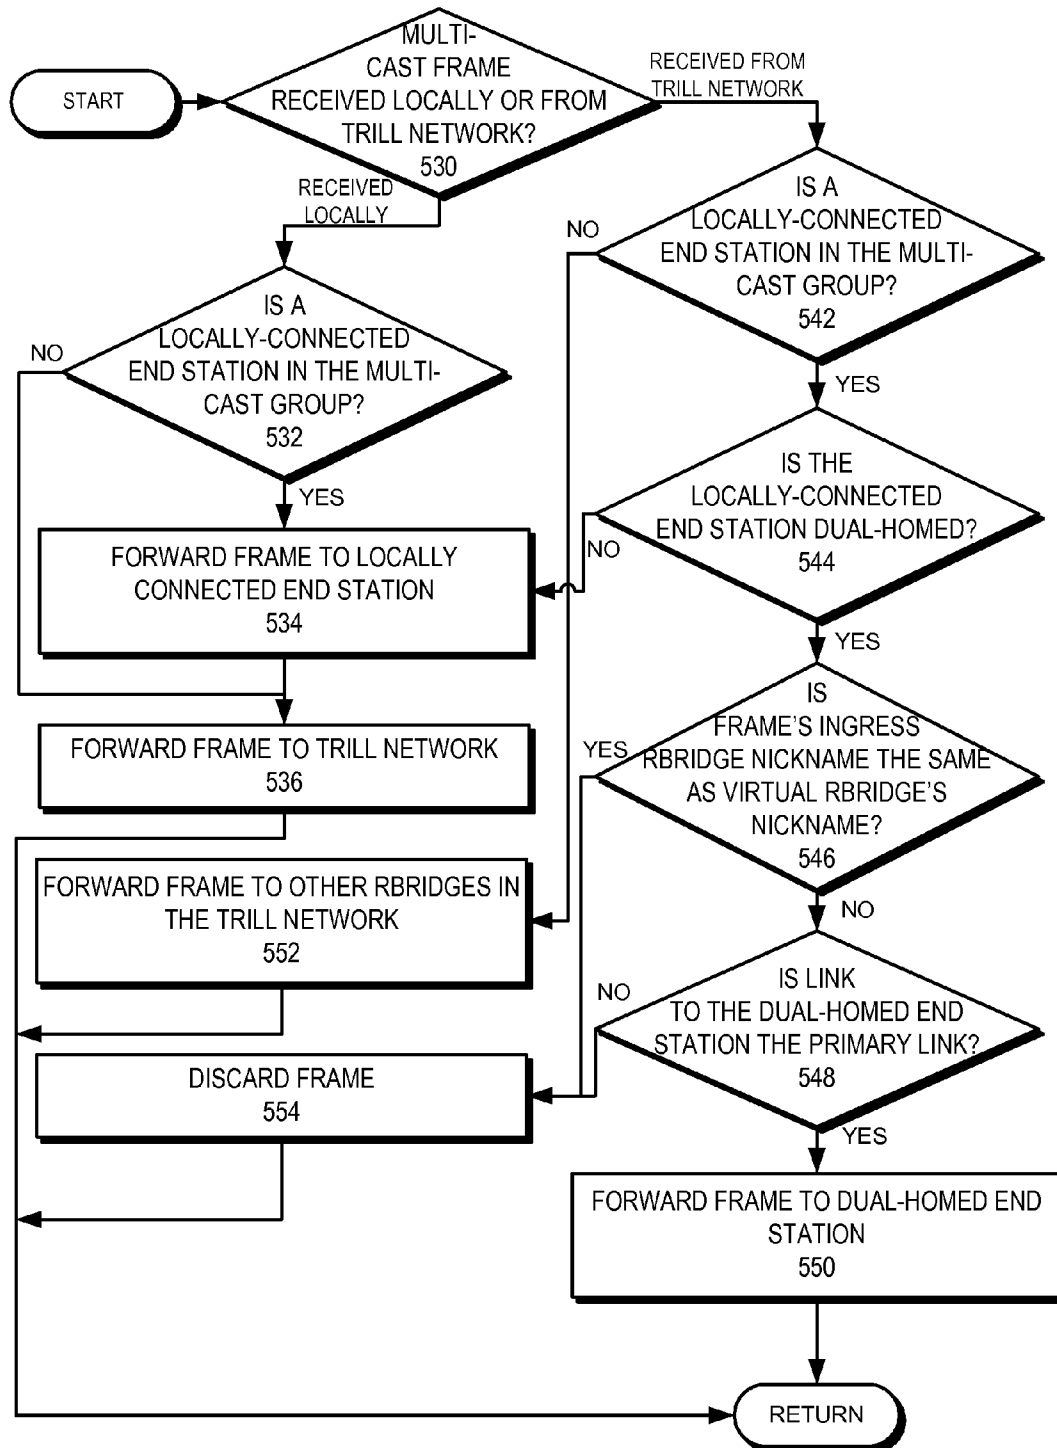 START
MULTI-
CAST FRAME
RECEIVED LOCALLY OR FROM
TRILL NETWORK?
530
RECEIVED FROM
TRILL NETWORK
RECEIVED
LOCALLY
IS A
LOCALLY-CONNECTED
END STATION IN THE MULTI-
CAST GROUP?
542
NO
YES
IS A
LOCALLY-CONNECTED
END STATION IN THE MULTI-
CAST GROUP?
532
NO
YES
IS THE
LOCALLY-CONNECTED
END STATION DUAL-HOMED?
544
NO
YES
FORWARD FRAME TO LOCALLY
CONNECTED END STATION
534
IS
FRAME'S INGRESS
RBRIDGE NICKNAME THE SAME
AS VIRTUAL RBRIDGE'S
NICKNAME?
546
YES
NO
FORWARD FRAME TO TRILL NETWORK
536
FORWARD FRAME TO OTHER RBRIDGES IN
THE TRILL NETWORK
552
IS LINK
TO THE DUAL-HOMED END
STATION THE PRIMARY LINK?
548
NO
YES
DISCARD FRAME
554
FORWARD FRAME TO DUAL-HOMED END
STATION
550
RETURN